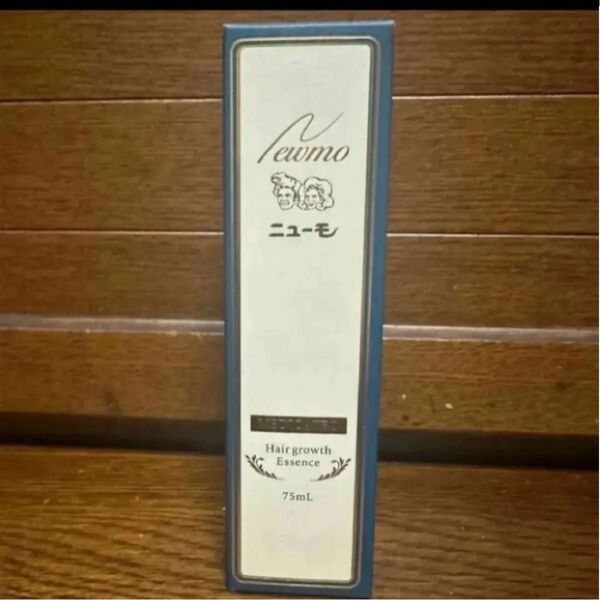 Newmo
ニューモ
Hair growth
Essence
75mL